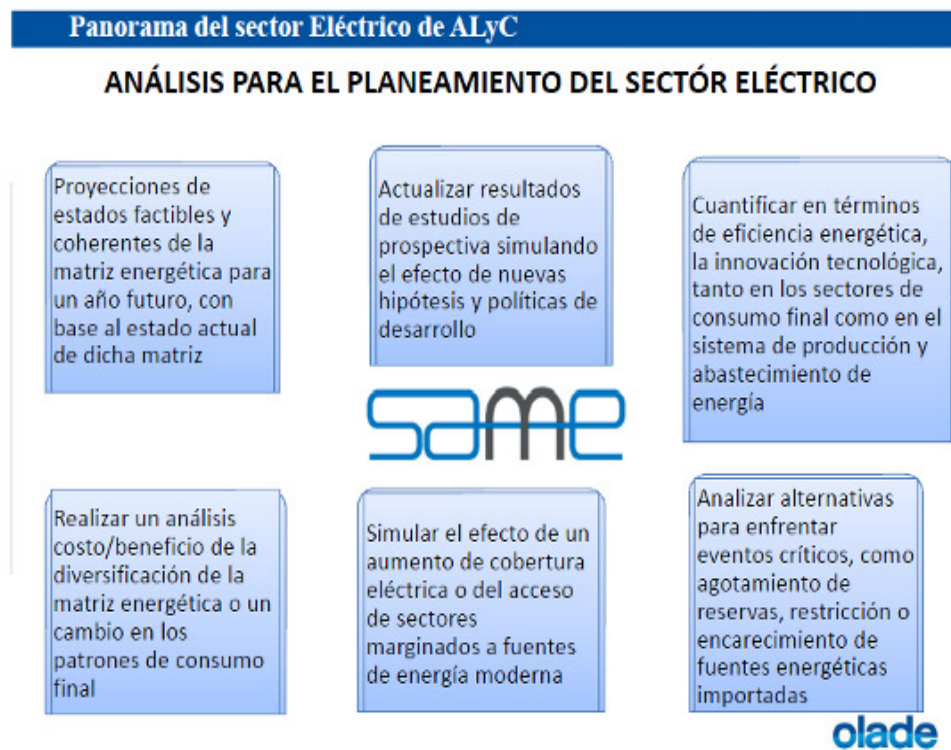 Panorama del sector Eléctrico de ALyC
ANÁLISIS PARA EL PLANEAMIENTO DEL SECTÓR ELÉCTRICO
Proyecciones de
estados factibles y
coherentes de la
matriz energética para
un año futuro, con
base al estado actual
de dicha matriz
Actualizar resultados
de estudios de
prospectiva simulando
el efecto de nuevas
hipótesis y políticas de
desarrollo
Cuantificar en términos
de eficiencia energética,
la innovación tecnológica,
tanto en los sectores de
consumo final como en el
sistema de producción y
abastecimiento de
energía
same
Realizar un análisis
costo/beneficio de la
diversificación de la
matriz energética o un
cambio en los
patrones de consumo
final
Simular el efecto de un
aumento de cobertura
eléctrica o del acceso
de sectores
marginados a fuentes
de energía moderna
Analizar alternativas
para enfrentar
eventos críticos, como
agotamiento de
reservas, restricción o
encarecimiento de
fuentes energéticas
importadas
olade